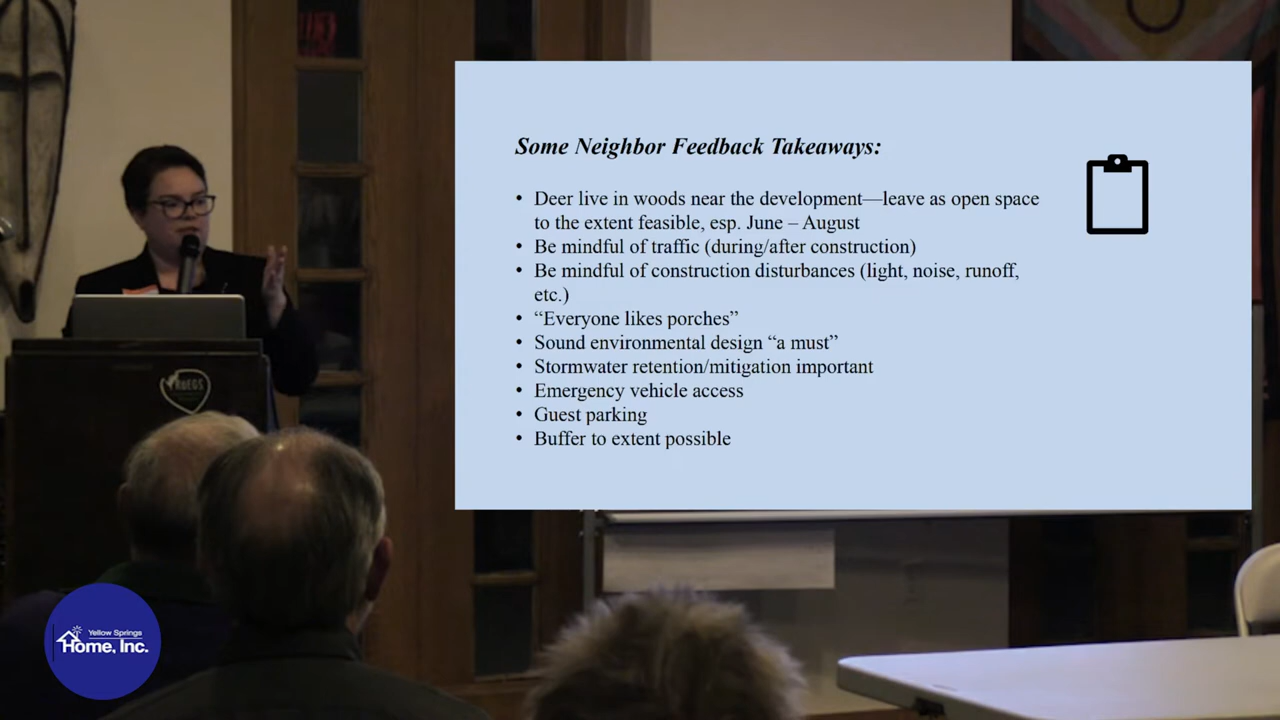 Some Neighbor Feedback Takeaways:
• Deer live in woods near the development—leave as open space
to the extent feasible, esp. June – August
• Be mindful of traffic (during/after construction)
• Be mindful of construction disturbances (light, noise, runoff,
etc.)
• “Everyone likes porches”
• Sound environmental design “a must”
• Stormwater retention/mitigation important
• Emergency vehicle access
• Guest parking
• Buffer to extent possible
Yellow Springs
Home, Inc.